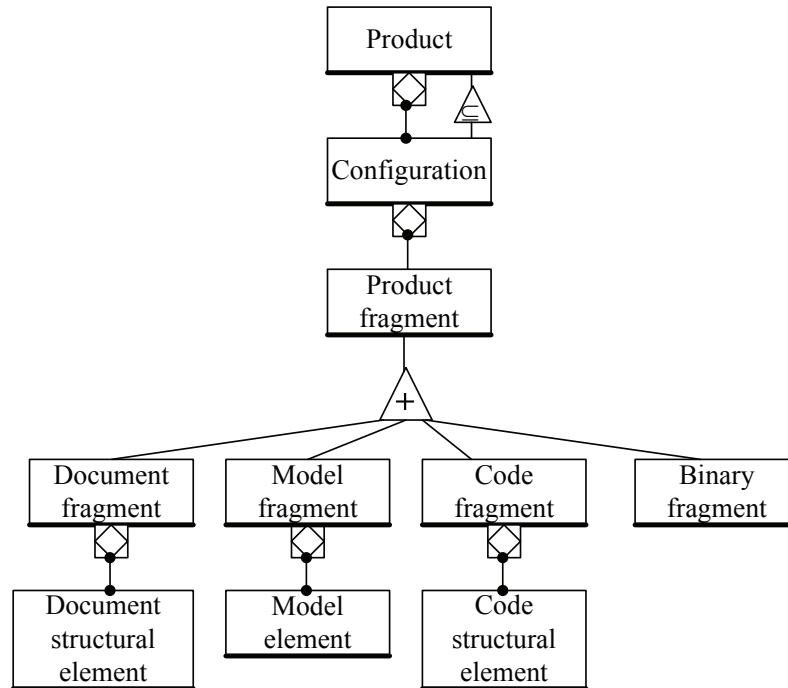 Product
⊆
Configuration
Product
fragment
+
Document
fragment
Model
fragment
Code
fragment
Binary
fragment
Document
structural
element
Model
element
Code
structural
element